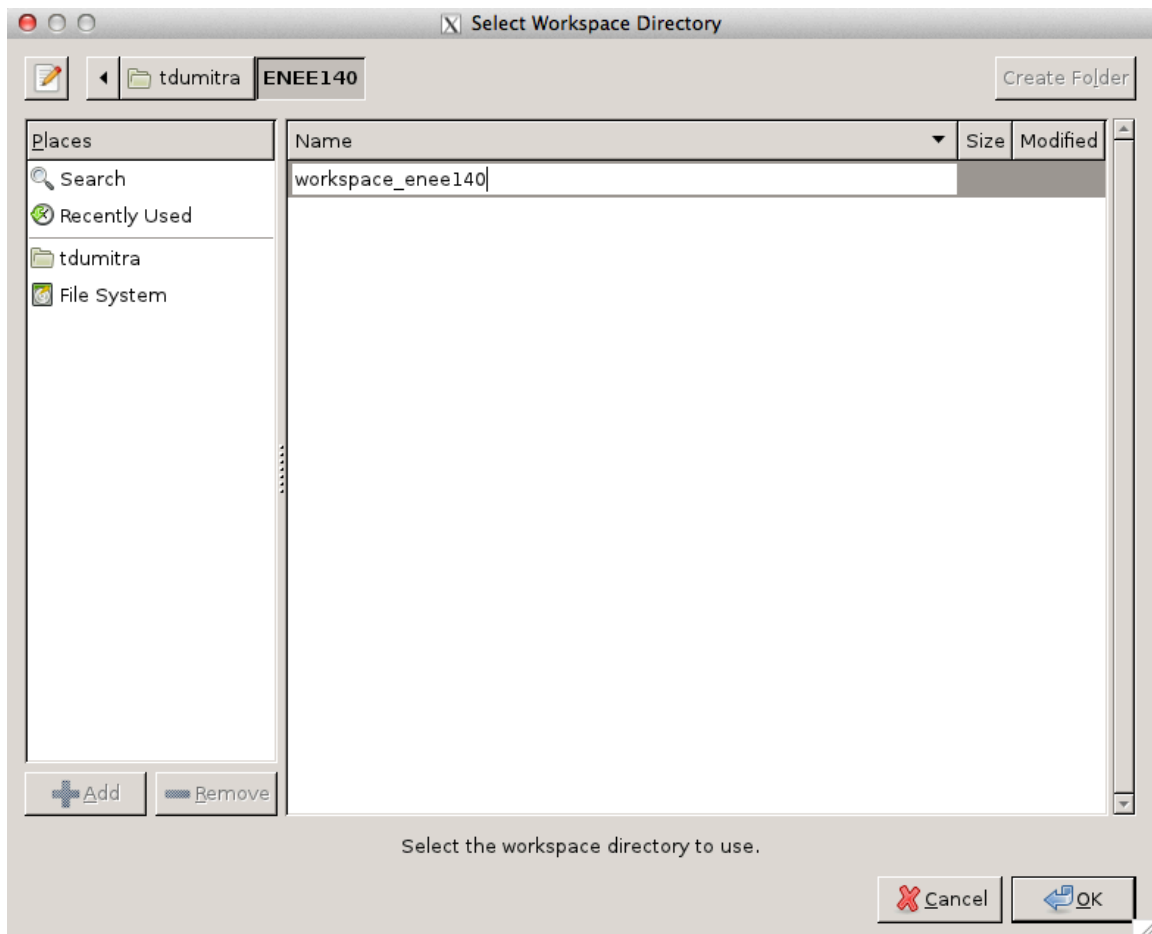 Select Workspace Directory
tdumitra ENEE140 Create Folder
Places
Name Size Modified
Search
workspace_enee140
Recently Used
tdumitra
File System
Add Remove
Select the workspace directory to use.
Cancel OK